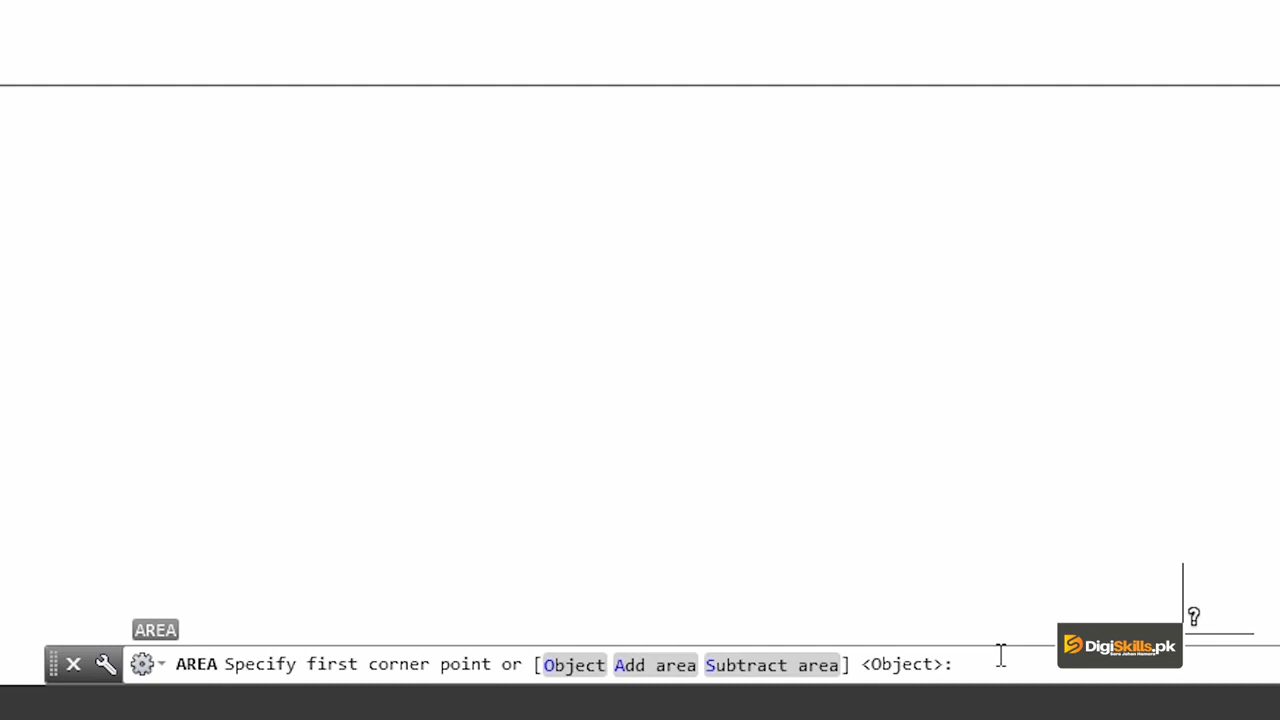 AREA
AREA Specify first corner point or [Object Add area Subtract area] <Object>:
?
DigiSkills.pk